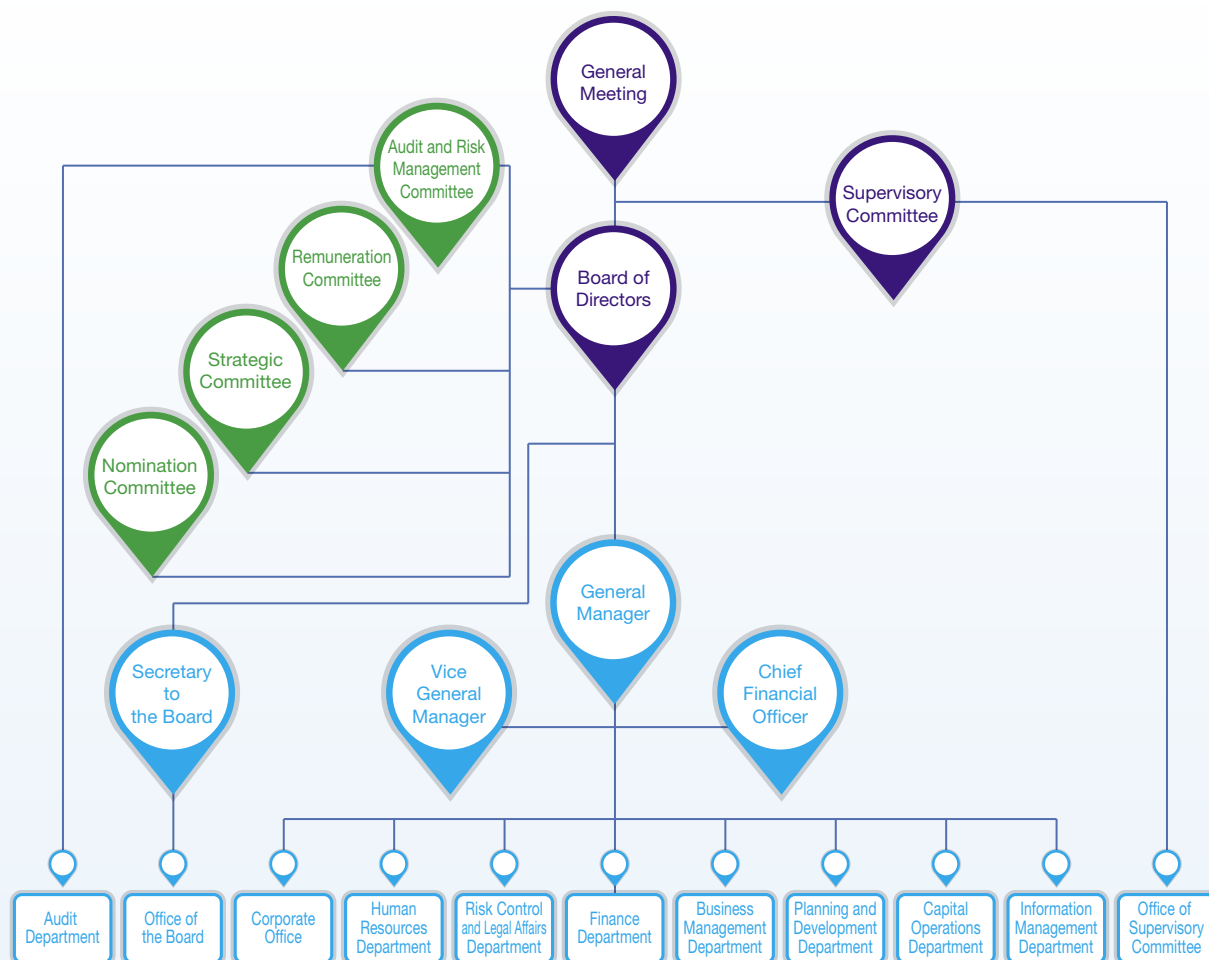 General
Meeting
Audit and Risk
Management
Committee
Supervisory
Committee
Remuneration
Committee
Board of
Directors
Strategic
Committee
Nomination
Committee
General
Manager
Secretary
to
the Board
Vice
General
Manager
Chief
Financial
Officer
Audit
Department
Office of
the Board
Corporate
Office
Human
Resources
Department
Risk Control
and Legal Affairs
Department
Finance
Department
Business
Management
Department
Planning and
Development
Department
Capital
Operations
Department
Information
Management
Department
Office of
Supervisory
Committee